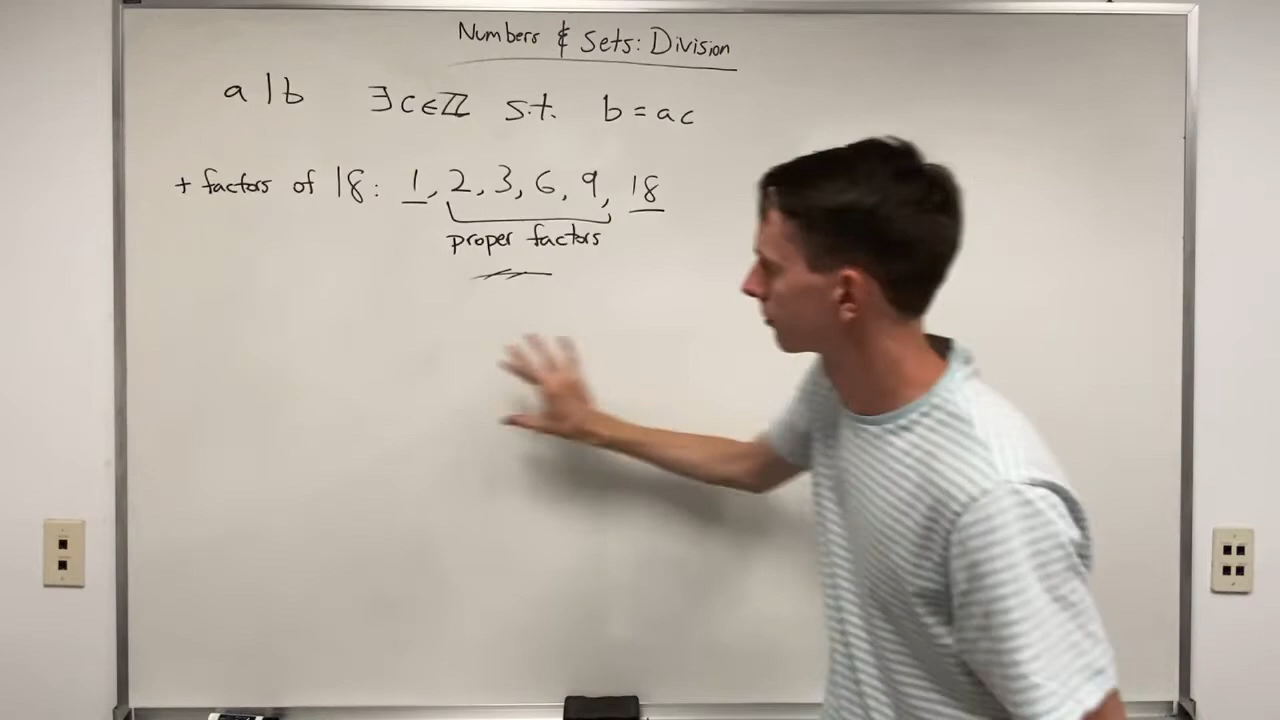 Numbers & Sets: Division
a | b ∃ c ∈ ℤ s.t. b = ac
+ factors of 18: 1, 2, 3, 6, 9, 18
proper factors